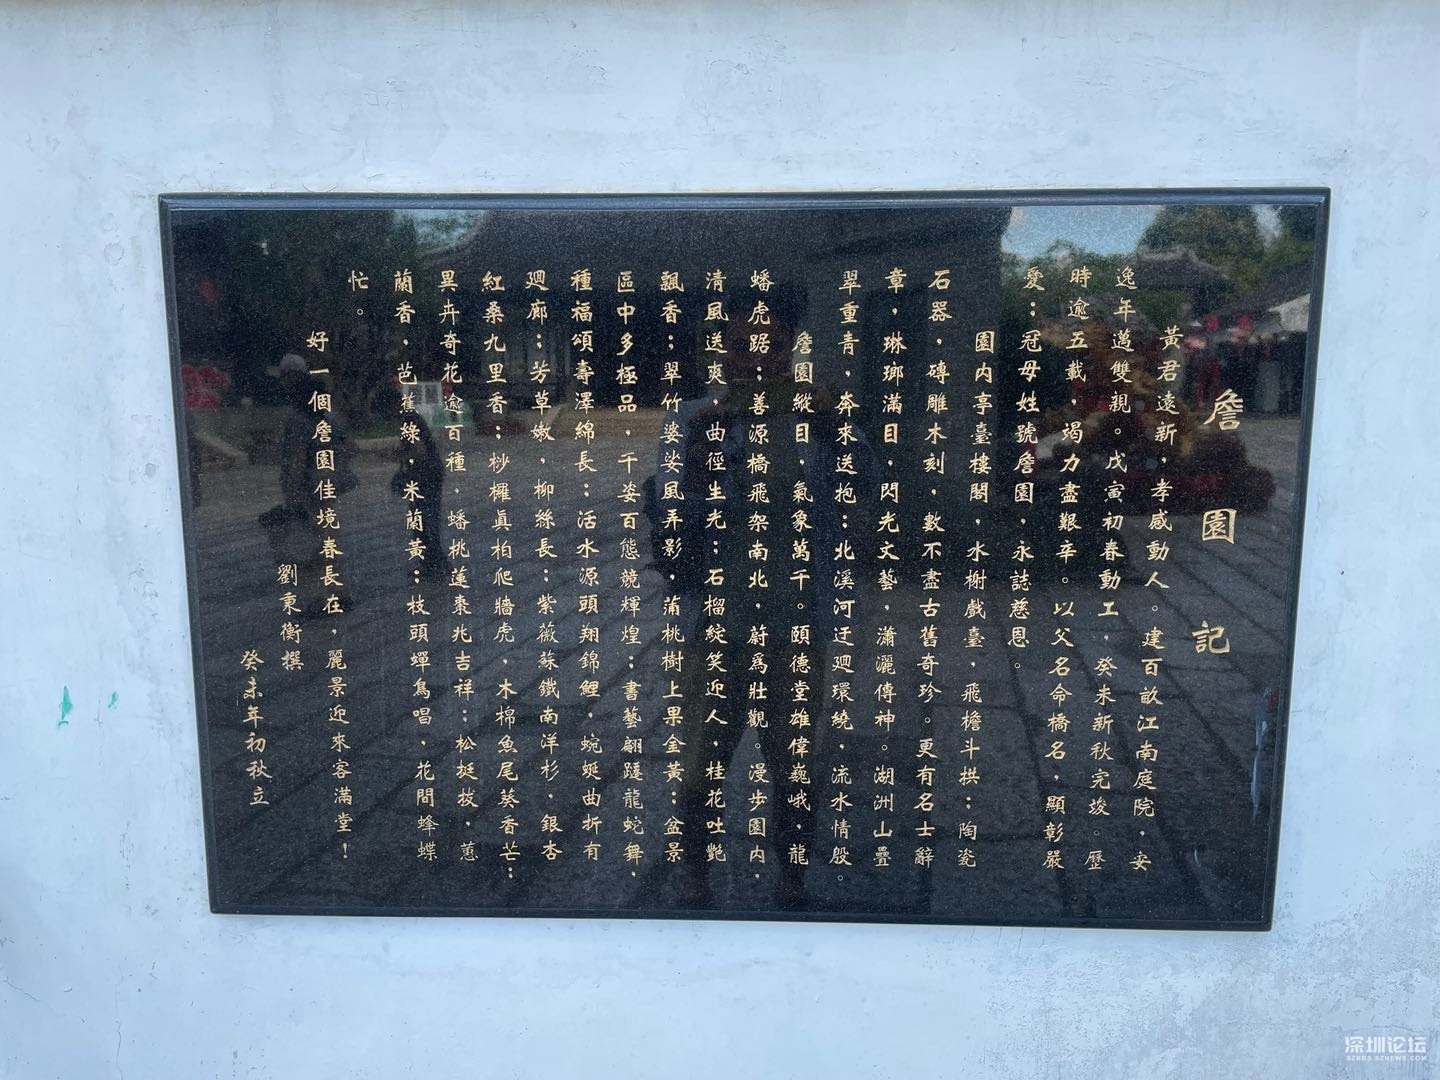 詹園記
黃君遠新，孝感動人。建百畝江南庭院，安
逸年邁雙親。戊寅初春動工，癸未新秋完竣。歷
時逾五載，竭力盡艱辛。以父名命橋名，顯彰嚴
愛；冠母姓號詹園，永誌慈恩。
園内亭臺樓閣，水榭戲臺，飛檐斗拱；陶瓷
石器，磚雕木刻，數不盡古舊奇珍。更有名士辭
章，琳瑯滿目，閃光文藝，瀟灑傳神。湖洲山疊
翠重青，奔來送抱；北溪河迂迴環繞，流水情殷。
詹園縱目，氣象萬千。頤德堂雄偉巍峨，龍
蟠虎踞；善源橋飛架南北，蔚爲壯觀。漫步園内，
清風送爽，曲徑生光；石榴綻笑迎人，桂花吐艷
飄香；翠竹婆娑風弄影，蒲桃樹上果金黃；盆景
區中多極品，千姿百態競輝煌；書藝翩躚龍蛇舞，
種福頌壽澤綿長；活水源頭翔錦鯉，蜿蜒曲折有
迴廊；芳草嫩，柳絲長；紫薇蘇鐵南洋杉，銀杏
紅桑九里香；桫欏真柏爬牆虎，木棉魚尾葵香芒；
異卉奇花逾百種，蟠桃蓮棗兆吉祥；松挺拔，蕙
蘭香，芭蕉綠，米蘭黃；枝頭蟬鳥唱，花間蜂蝶
忙。
好一個詹園佳境春長在，麗景迎來客滿堂！
劉秉衡撰
癸未年初秋立
深圳论坛
SZBBS.SZNEWS.COM